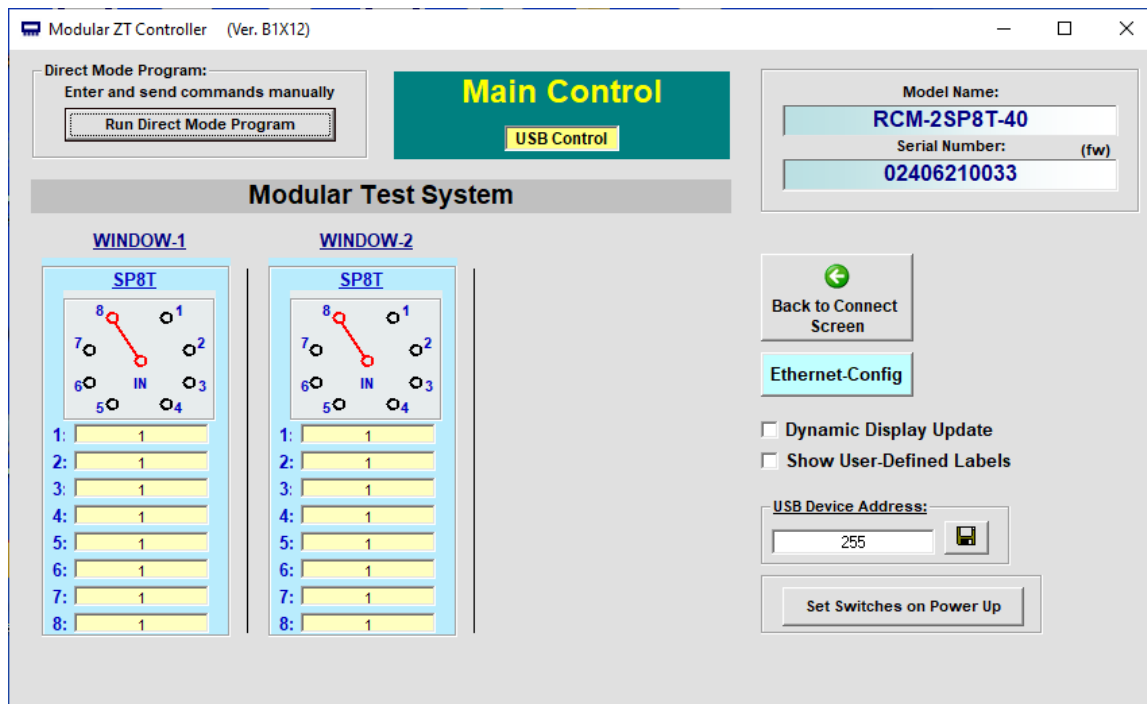 Modular ZT Controller (Ver. B1X12)
Direct Mode Program:
Enter and send commands manually
Run Direct Mode Program
Main Control
USB Control
Model Name:
RCM-2SP8T-40
Serial Number: (fw)
02406210033
Modular Test System
WINDOW-1
SP8T
8 1
7 2
6 IN 3
5 4
1: 1
2: 1
3: 1
4: 1
5: 1
6: 1
7: 1
8: 1
WINDOW-2
SP8T
8 1
7 2
6 IN 3
5 4
1: 1
2: 1
3: 1
4: 1
5: 1
6: 1
7: 1
8: 1
Back to Connect
Screen
Ethernet-Config
Dynamic Display Update
Show User-Defined Labels
USB Device Address:
255
Set Switches on Power Up